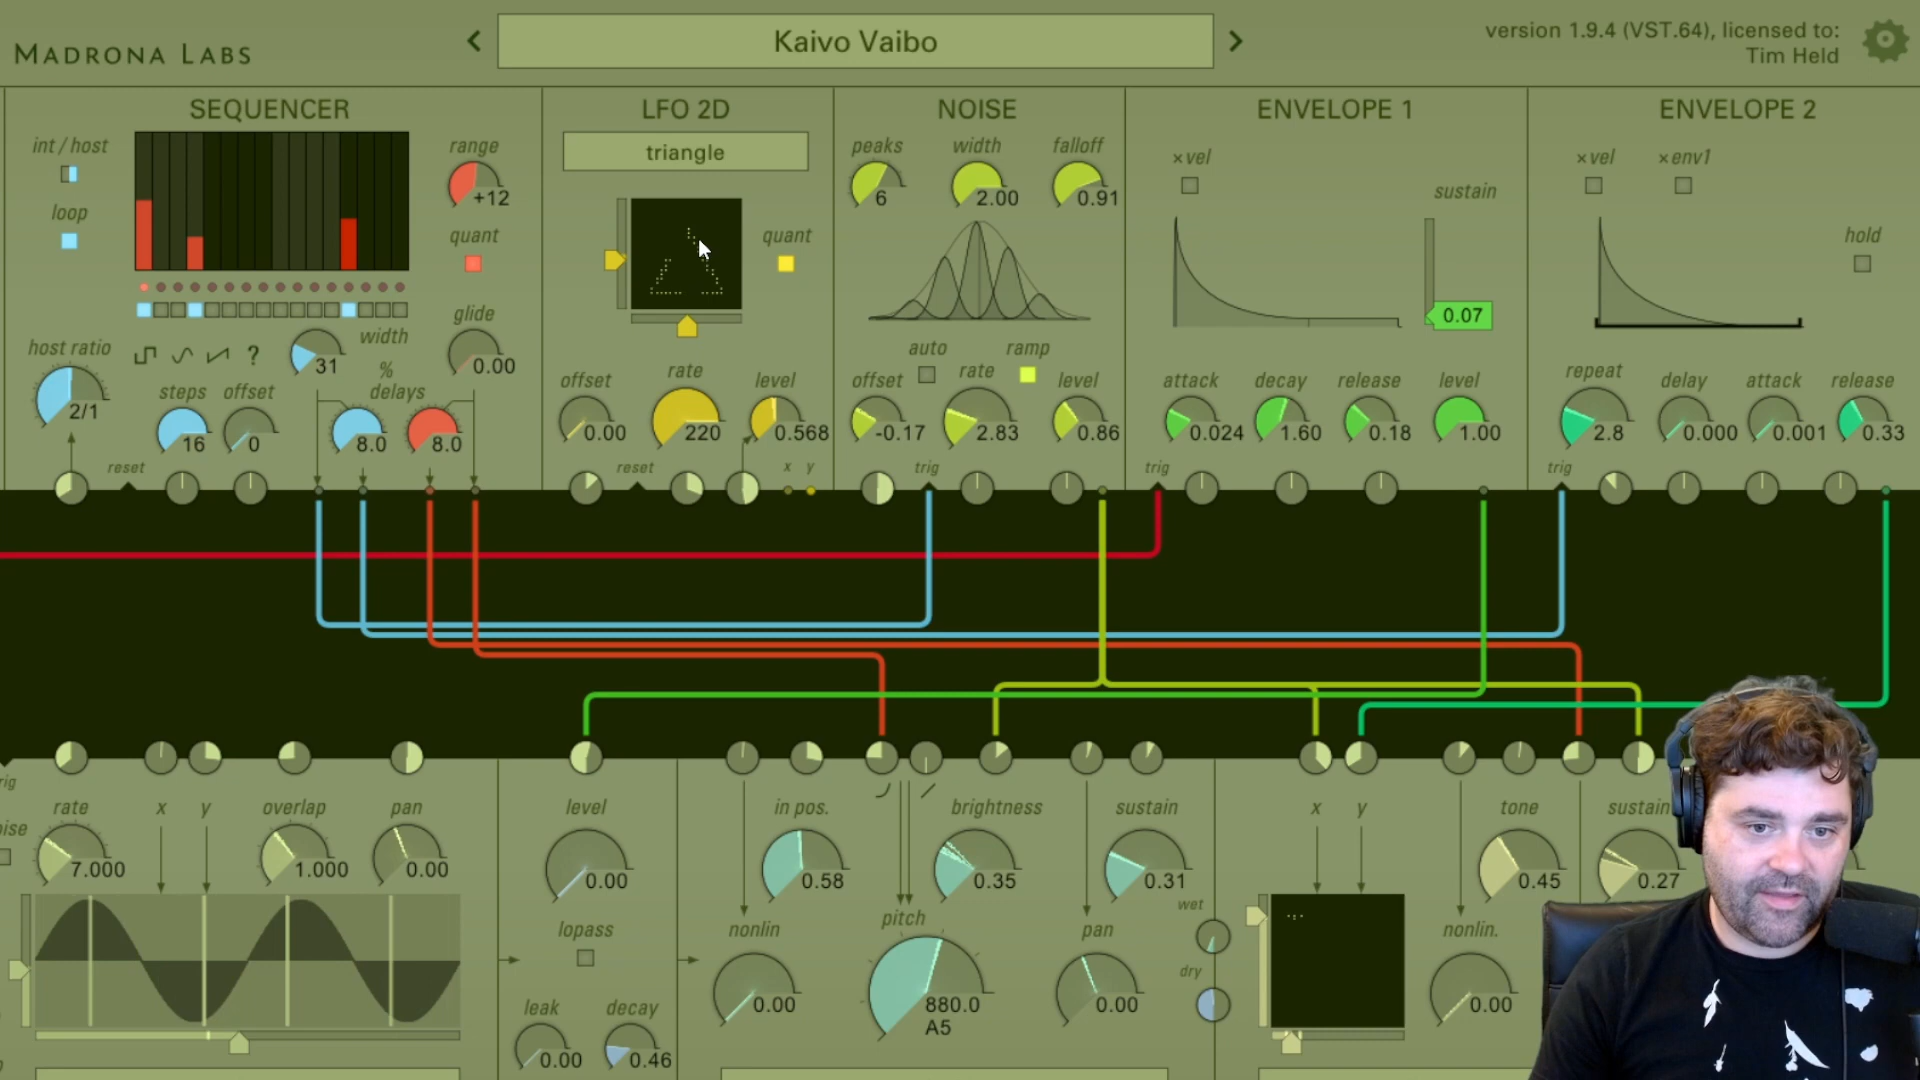 MADRONA LABS
Kaivo Vaibo
version 1.9.4 (VST.64), licensed to:
Tim Held
SEQUENCER
int / host
loop
range
+12
quant
glide
0.00
host ratio
2/1
?
31
width
%
delays
steps
16
offset
0
8.0
8.0
reset
LFO 2D
triangle
quant
offset
0.00
rate
220
level
0.568
reset
x
y
NOISE
peaks
6
width
2.00
falloff
0.91
auto
ramp
offset
-0.17
rate
2.83
level
0.86
trig
ENVELOPE 1
×vel
sustain
0.07
attack
0.024
decay
1.60
release
0.18
level
1.00
trig
ENVELOPE 2
×vel
×env1
hold
repeat
2.8
delay
0.000
attack
0.001
release
0.33
trig
rate
7.000
x
y
overlap
1.000
pan
0.00
level
0.00
lopass
leak
0.00
decay
0.46
in pos.
0.58
brightness
0.35
sustain
0.31
nonlin
0.00
pitch
880.0
A5
pan
0.00
wet
dry
x
y
tone
0.45
sustain
0.27
nonlin.
0.00